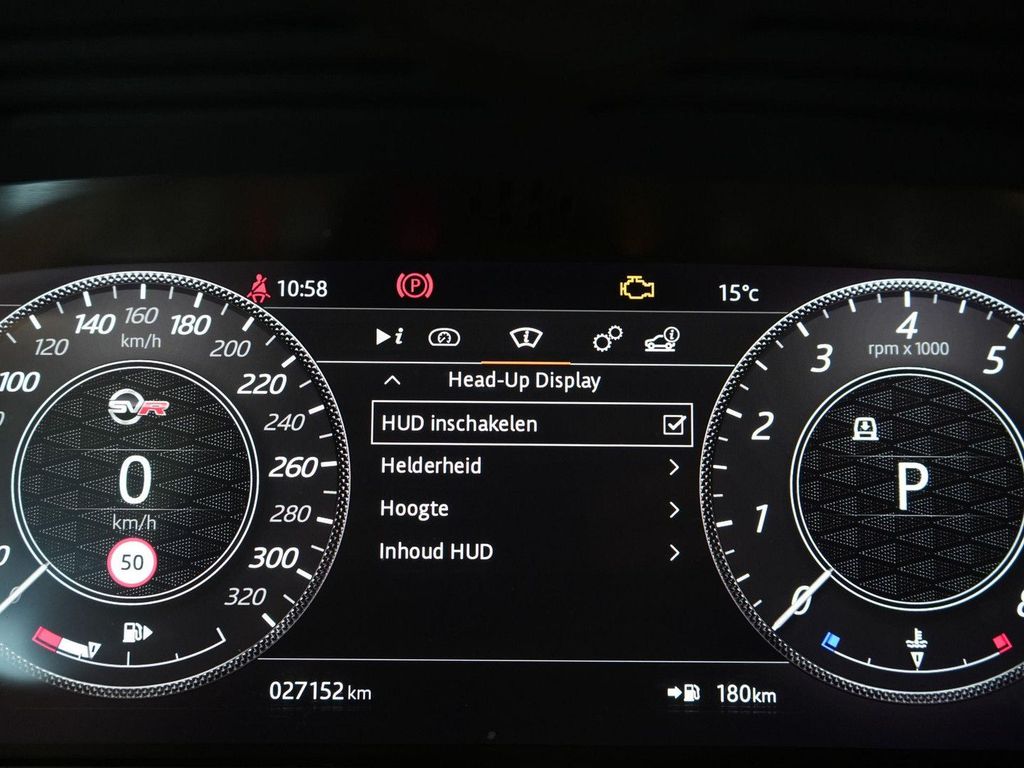 10:58
P
15°c
140 160 180
km/h
120
200
100
220
240
260
280
300
320
SVR
0
km/h
50
i
i
i
Head-Up Display
HUD inschakelen
Helderheid
Hoogte
Inhoud HUD
4
rpm x 1000
3
5
2
1
0
P
027152 km
180km